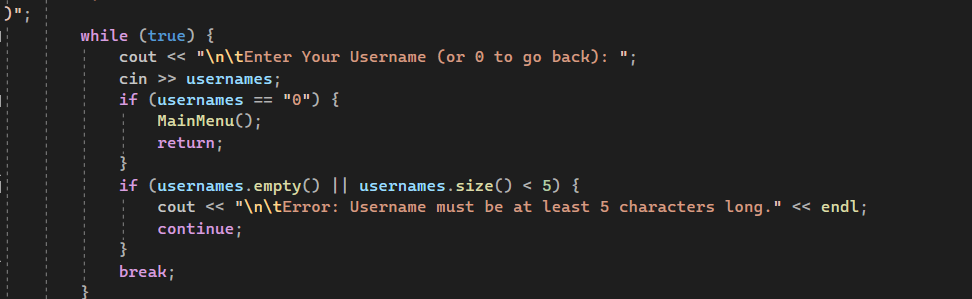 )";
while (true) {
cout << "\n\tEnter Your Username (or 0 to go back): ";
cin >> usernames;
if (usernames == "0") {
MainMenu();
return;
}
if (usernames.empty() || usernames.size() < 5) {
cout << "\n\tError: Username must be at least 5 characters long." << endl;
continue;
}
break;
}